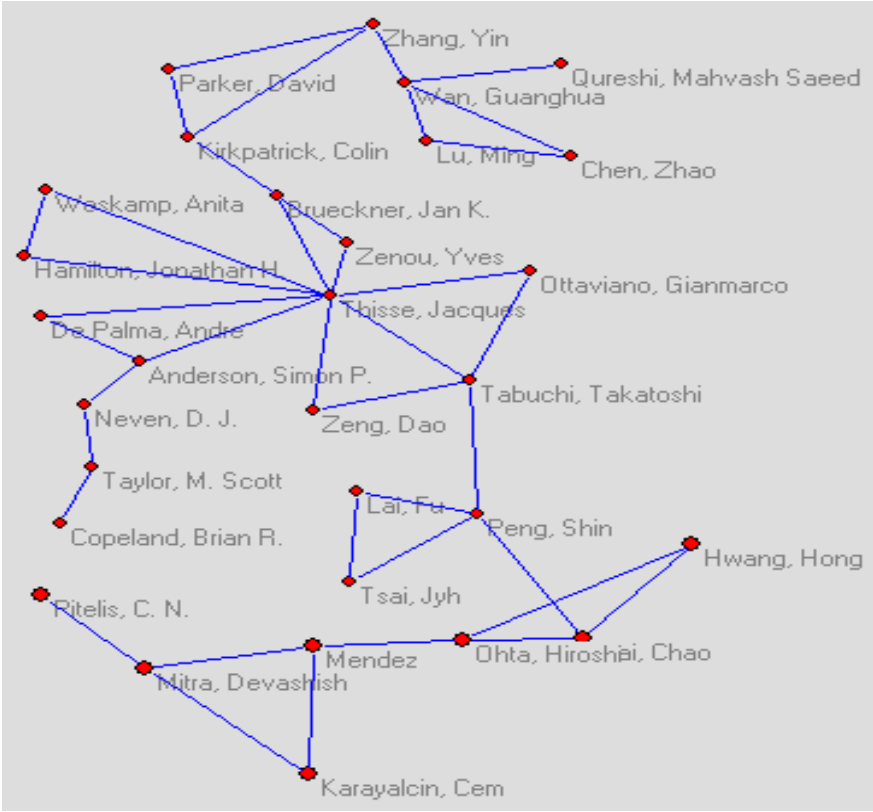 Zhang, Yin
Parker, David
Qureshi, Mahvash Saeed
Wan, Guanghua
Kirkpatrick, Colin
Lu, Ming
Chen, Zhao
Waskamp, Anita
Brueckner, Jan K.
Zenou, Yves
Hamilton, Jonathan H.
Ottaviano, Gianmarco
Thisse, Jacques
De Palma, Andre
Anderson, Simon P.
Tabuchi, Takatoshi
Neven, D. J.
Zeng, Dao
Taylor, M. Scott
Lai, Fu
Peng, Shin
Copeland, Brian R.
Hwang, Hong
Tsai, Jyh
Pitelis, C. N.
Mendez
Ohta, Hiroshi
Chao
Mitra, Devashish
Karayalcin, Cem